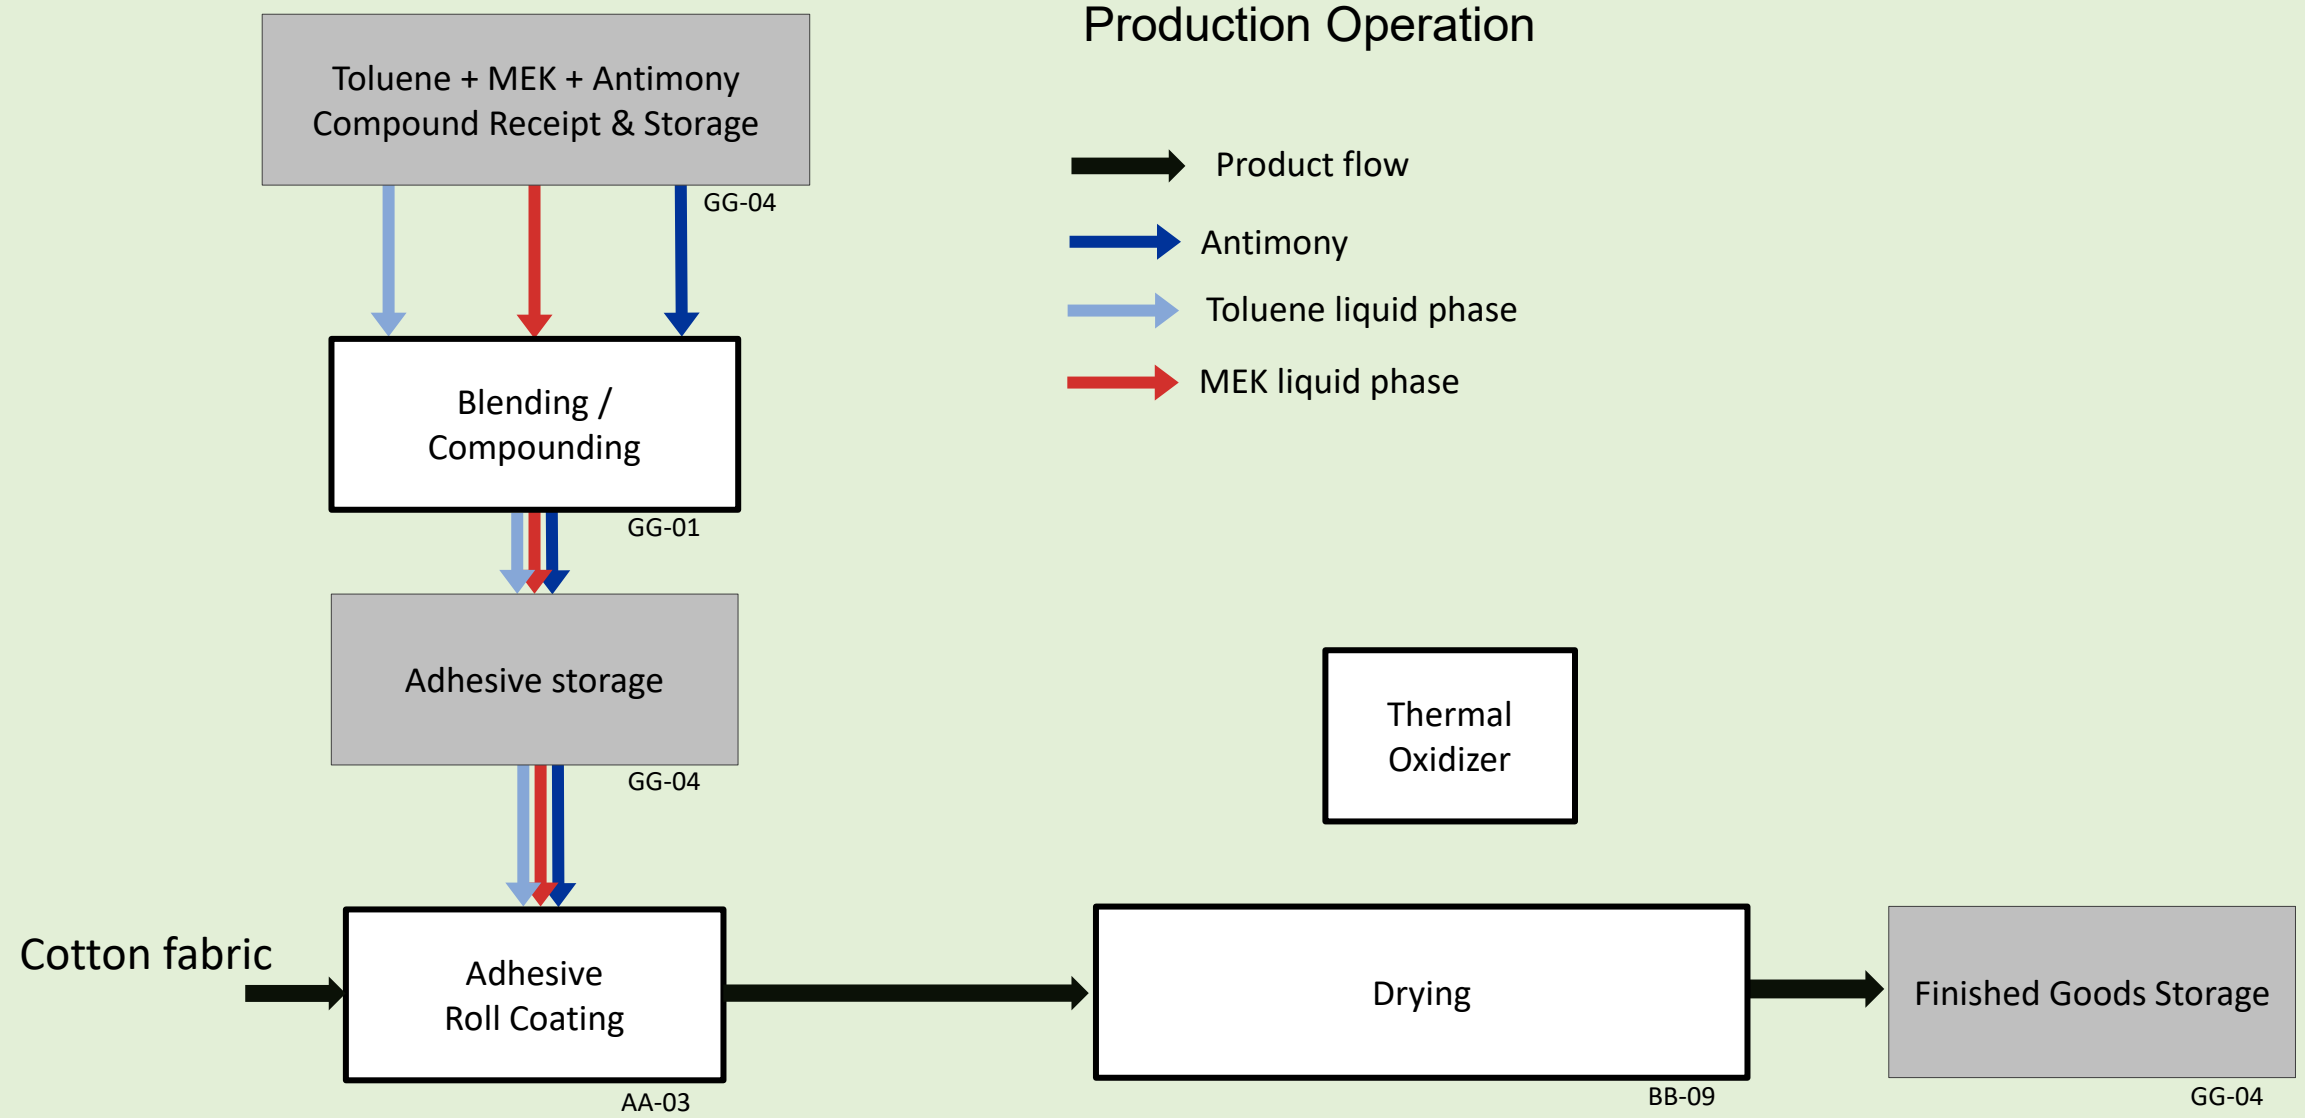 Production Operation
Toluene + MEK + Antimony
Compound Receipt & Storage
GG-04
Product flow
Antimony
Toluene liquid phase
MEK liquid phase
Blending /
Compounding
GG-01
Adhesive storage
GG-04
Thermal
Oxidizer
Cotton fabric
Adhesive
Roll Coating
AA-03
Drying
BB-09
Finished Goods Storage
GG-04